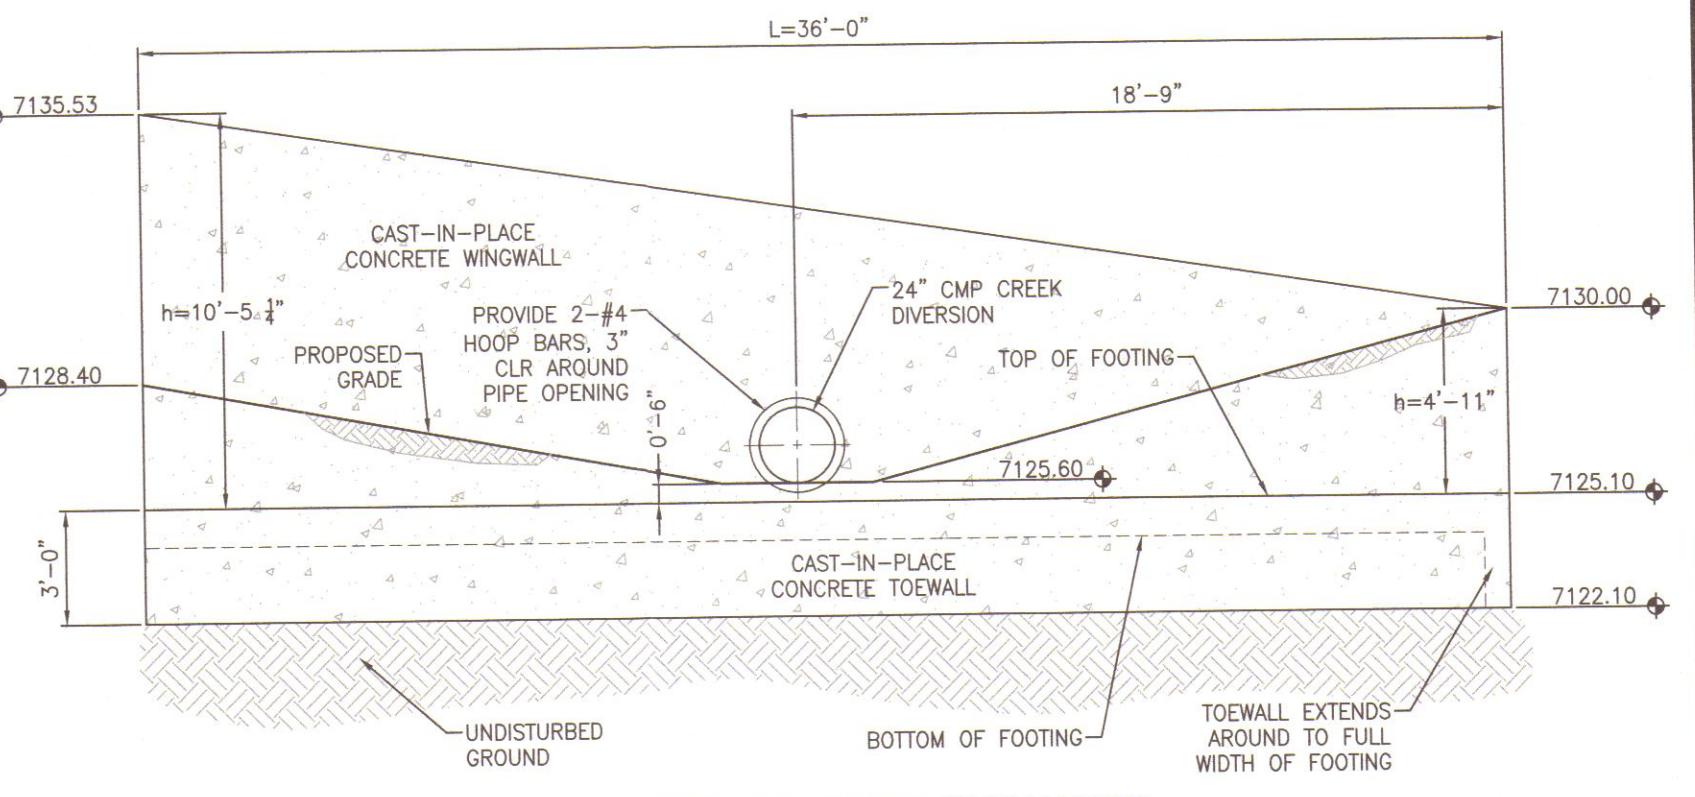 L=36'-0"
18'-9"
7135.53
CAST-IN-PLACE
CONCRETE WINGWALL
24" CMP CREEK
DIVERSION
7130.00
h=10'-5 1/4"
PROVIDE 2-#4
HOOP BARS, 3"
CLR AROUND
PIPE OPENING
PROPOSED
GRADE
TOP OF FOOTING
7128.40
h=4'-11"
0'-6"
7125.60
7125.10
3'-0"
CAST-IN-PLACE
CONCRETE TOEWALL
7122.10
UNDISTURBED
GROUND
BOTTOM OF FOOTING
TOEWALL EXTENDS
AROUND TO FULL
WIDTH OF FOOTING